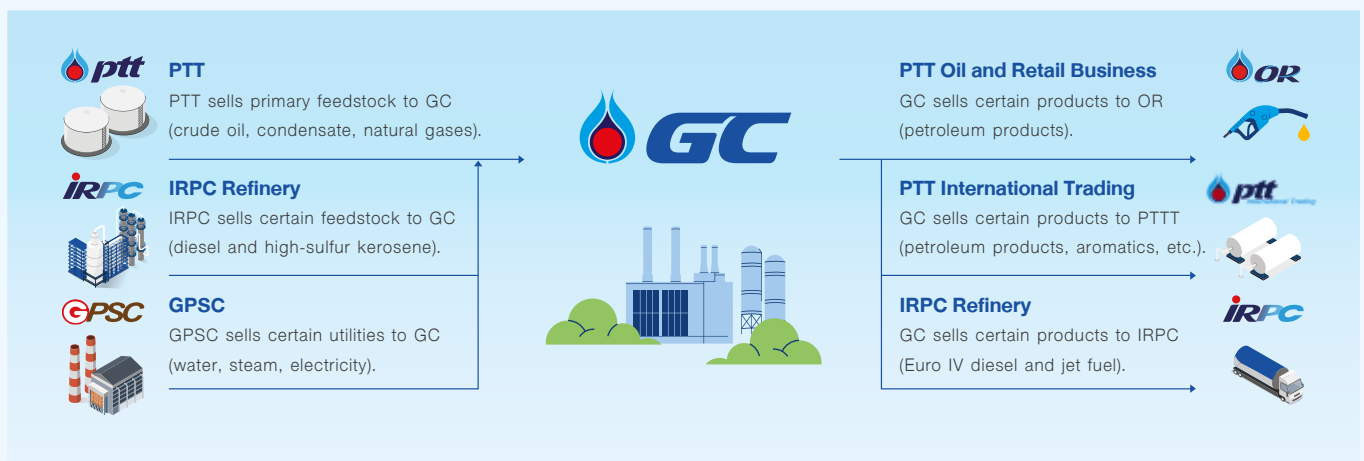 ptt
PTT
PTT sells primary feedstock to GC
(crude oil, condensate, natural gases).
IRPC
IRPC Refinery
IRPC sells certain feedstock to GC
(diesel and high-sulfur kerosene).
GPSC
GPSC
GPSC sells certain utilities to GC
(water, steam, electricity).
GC
PTT Oil and Retail Business
GC sells certain products to OR
(petroleum products).
OR
PTT International Trading
GC sells certain products to PTTT
(petroleum products, aromatics, etc.).
ptt
International Trading
IRPC Refinery
GC sells certain products to IRPC
(Euro IV diesel and jet fuel).
IRPC